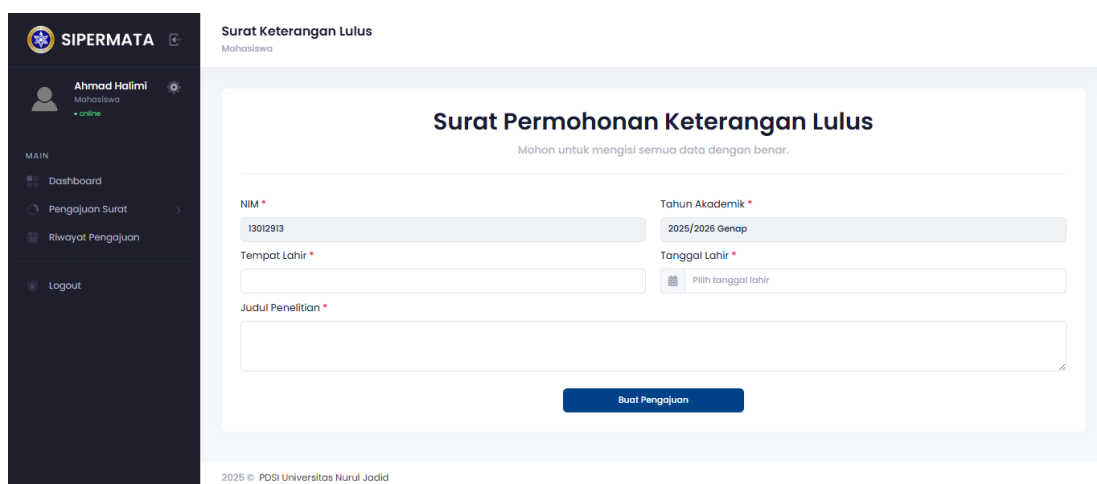 SIPERMATA
Ahmad Halimi
Mahasiswa
• online
MAIN
Dashboard
Pengajuan Surat
Riwayat Pengajuan
Logout
Surat Keterangan Lulus
Mahasiswa
Surat Permohonan Keterangan Lulus
Mohon untuk mengisi semua data dengan benar.
NIM *
Tahun Akademik *
13012913
2025/2026 Genap
Tempat Lahir *
Tanggal Lahir *
Pilih tanggal lahir
Judul Penelitian *
Buat Pengajuan
2025 © PDSI Universitas Nurul Jadid